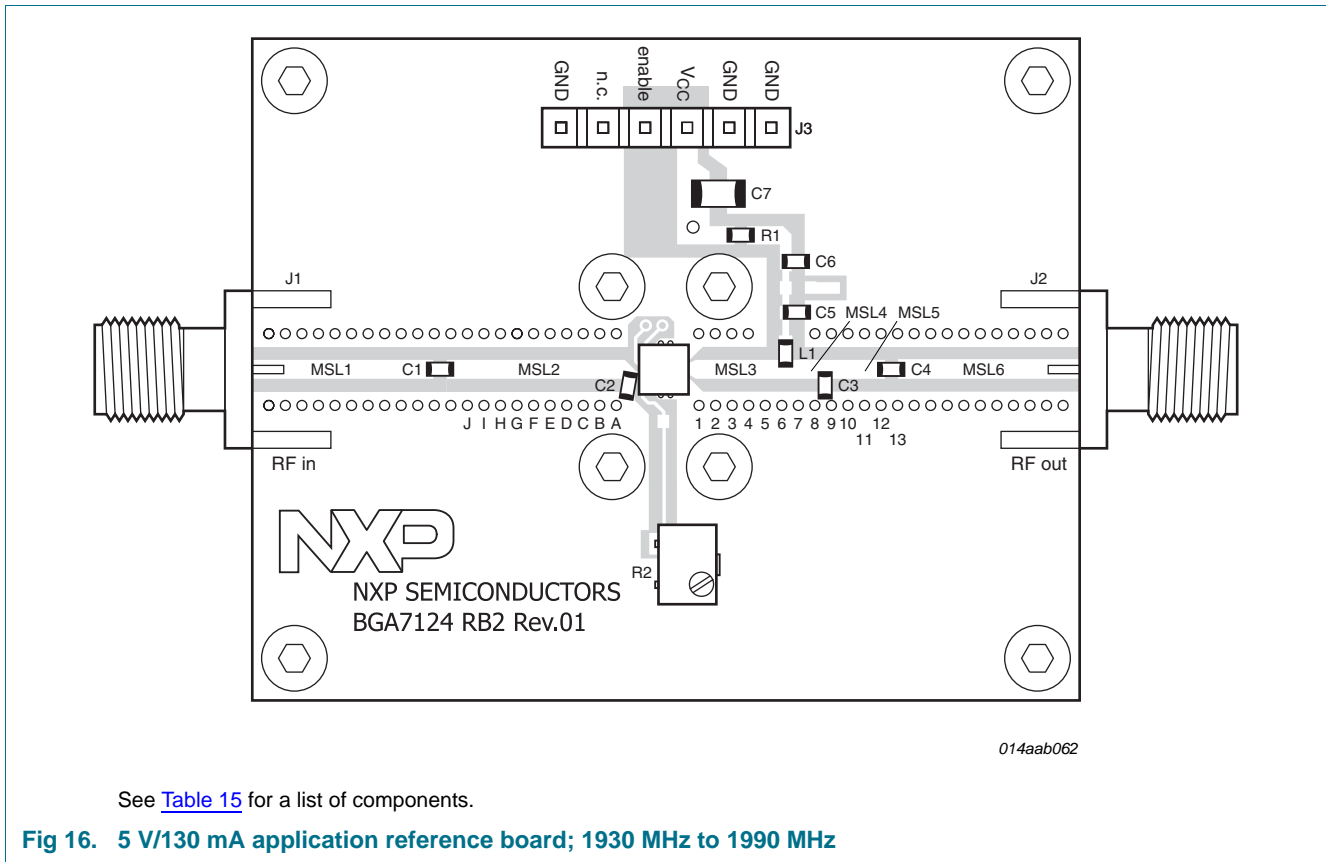 GND
n.c.
enable
VCC
GND
GND
J3
C7
R1
C6
J1
J2
C5
MSL4
MSL5
L1
MSL1
C1
MSL2
C2
MSL3
C3
C4
MSL6
J I H G F E D C B A
1 2 3 4 5 6 7 8 9 10 12
11 13
RF in
RF out
NXP
R2
NXP SEMICONDUCTORS
BGA7124 RB2 Rev.01
014aab062
See Table 15 for a list of components.
Fig 16. 5 V/130 mA application reference board; 1930 MHz to 1990 MHz